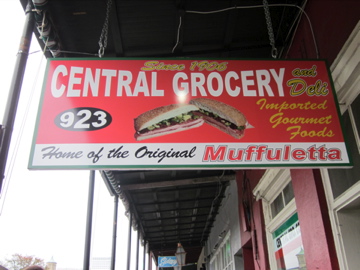 Since 1906
CENTRAL GROCERY and Deli
923
Imported
Gourmet
Foods
Home of the Original Muffuletta